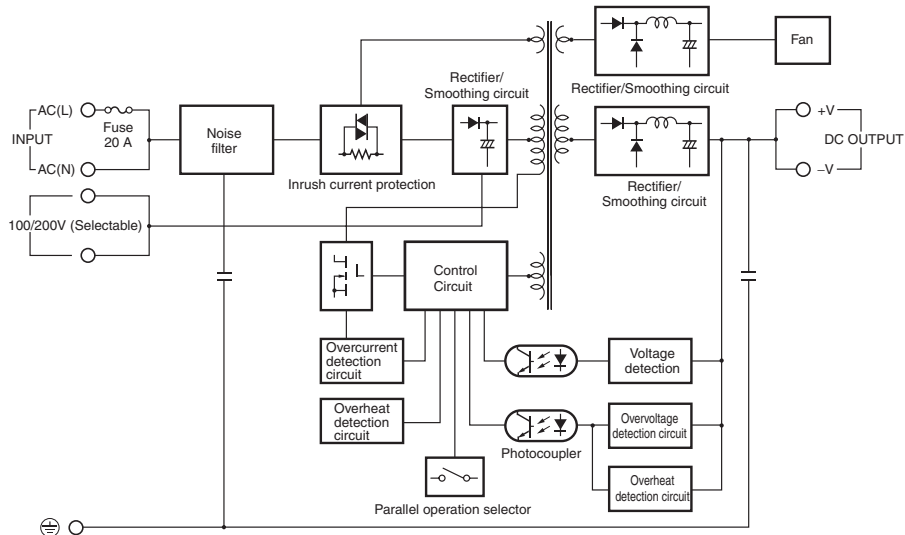 Fan
Rectifier/
Smoothing circuit
Rectifier/Smoothing circuit
AC(L)
Fuse
20 A
INPUT
AC(N)
Noise
filter
Inrush current protection
+V
DC OUTPUT
–V
Rectifier/
Smoothing circuit
100/200V (Selectable)
Control
Circuit
Overcurrent
detection
circuit
Voltage
detection
Overheat
detection
circuit
Overvoltage
detection circuit
Photocoupler
Overheat
detection circuit
Parallel operation selector